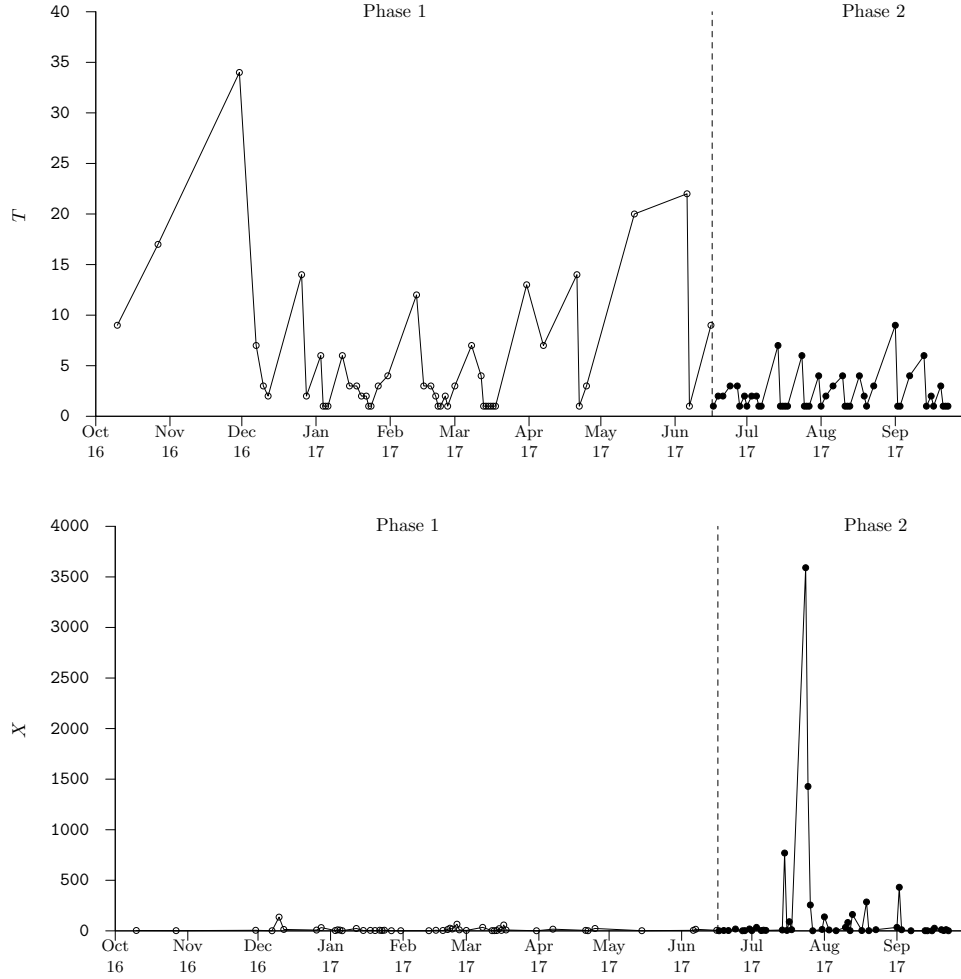 Phase 1 Phase 2
40
35
30
25
20
15
10
5
0
T
Oct Nov Dec Jan Feb Mar Apr May Jun Jul Aug Sep
16 16 16 17 17 17 17 17 17 17 17 17
Phase 1 Phase 2
4000
3500
3000
2500
2000
1500
1000
500
0
X
Oct Nov Dec Jan Feb Mar Apr May Jun Jul Aug Sep
16 16 16 17 17 17 17 17 17 17 17 17